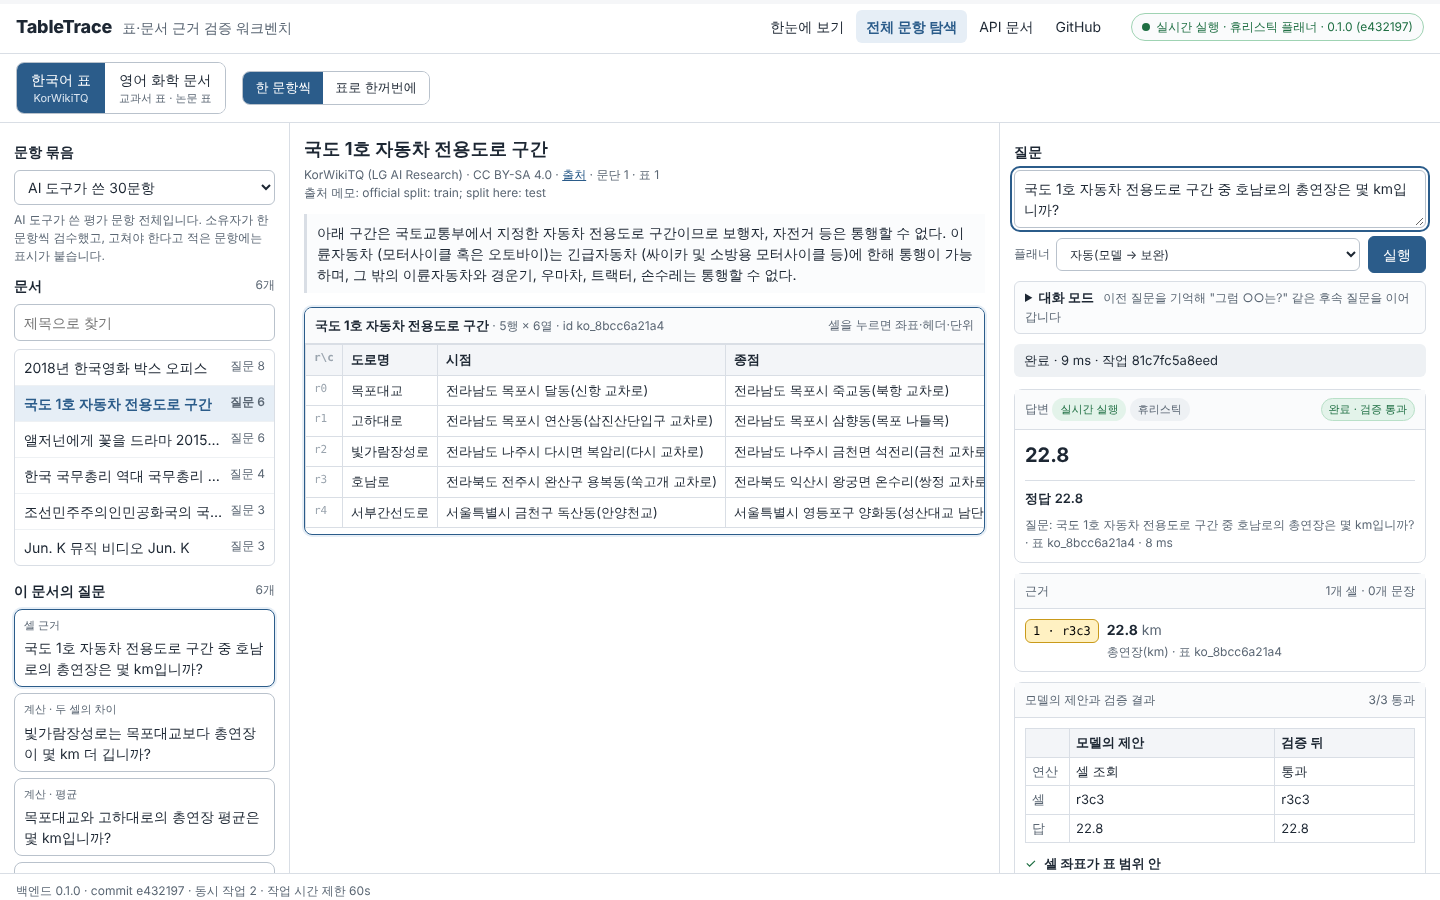 TableTrace 표·문서 근거 검증 워크벤치
한눈에 보기 전체 문항 탐색 API 문서 GitHub 실시간 실행 · 휴리스틱 플래너 · 0.1.0 (e432197)
한국어 표
KorWikiTQ
영어 화학 문서
교과서 표 · 논문 표
한 문항씩 표로 한꺼번에
문항 묶음
AI 도구가 쓴 30문항
AI 도구가 쓴 평가 문항 전체입니다. 소유자가 한
문항씩 검수했고, 고쳐야 한다고 적은 문항에는
표시가 붙습니다.
문서 6개
제목으로 찾기
2018년 한국영화 박스 오피스 질문 8
국도 1호 자동차 전용도로 구간 질문 6
앨저넌에게 꽃을 드라마 2015... 질문 6
한국 국무총리 역대 국무총리 ... 질문 4
조선민주주의인민공화국의 국... 질문 3
Jun. K 뮤직 비디오 Jun. K 질문 3
이 문서의 질문 6개
셀 근거
국도 1호 자동차 전용도로 구간 중 호남
로의 총연장은 몇 km입니까?
계산 · 두 셀의 차이
빛가람장성로는 목포대교보다 총연장
이 몇 km 더 깁니까?
계산 · 평균
목포대교와 고하대로의 총연장 평균은
몇 km입니까?
국도 1호 자동차 전용도로 구간
KorWikiTQ (LG AI Research) · CC BY-SA 4.0 · 출처 · 문단 1 · 표 1
출처 메모: official split: train; split here: test
아래 구간은 국토교통부에서 지정한 자동차 전용도로 구간이므로 보행자, 자전거 등은 통행할 수 없다. 이
륜자동차 (모터사이클 혹은 오토바이)는 긴급자동차 (싸이카 및 소방용 모터사이클 등)에 한해 통행이 가능
하며, 그 밖의 이륜자동차와 경운기, 우마차, 트랙터, 손수레는 통행할 수 없다.
국도 1호 자동차 전용도로 구간 · 5행 × 6열 · id ko_8bcc6a21a4 셀을 누르면 좌표·헤더·단위
r\c 도로명 시점 종점
r0 목포대교 전라남도 목포시 달동(신항 교차로) 전라남도 목포시 죽교동(북항 교차로)
r1 고하대로 전라남도 목포시 연산동(삽진산단입구 교차로) 전라남도 목포시 삼향동(목포 나들목)
r2 빛가람장성로 전라남도 나주시 다시면 복암리(다시 교차로) 전라남도 나주시 금천면 석전리(금천 교차로
r3 호남로 전라북도 전주시 완산구 용복동(쑥고개 교차로) 전라북도 익산시 왕궁면 온수리(쌍정 교차로
r4 서부간선도로 서울특별시 금천구 독산동(안양천교) 서울특별시 영등포구 양화동(성산대교 남단
질문
국도 1호 자동차 전용도로 구간 중 호남로의 총연장은 몇 km입
니까?
플래너 자동(모델 → 보완) 실행
▶ 대화 모드 이전 질문을 기억해 "그럼 ○○는?" 같은 후속 질문을 이어
갑니다
완료 · 9 ms · 작업 81c7fc5a8eed
답변 실시간 실행 휴리스틱 완료 · 검증 통과
22.8
정답 22.8
질문: 국도 1호 자동차 전용도로 구간 중 호남로의 총연장은 몇 km입니까?
· 표 ko_8bcc6a21a4 · 8 ms
근거 1개 셀 · 0개 문장
1 · r3c3 22.8 km
총연장(km) · 표 ko_8bcc6a21a4
모델의 제안과 검증 결과 3/3 통과
모델의 제안 검증 뒤
연산 셀 조회 통과
셀 r3c3 r3c3
답 22.8 22.8
✓ 셀 좌표가 표 범위 안
백엔드 0.1.0 · commit e432197 · 동시 작업 2 · 작업 시간 제한 60s